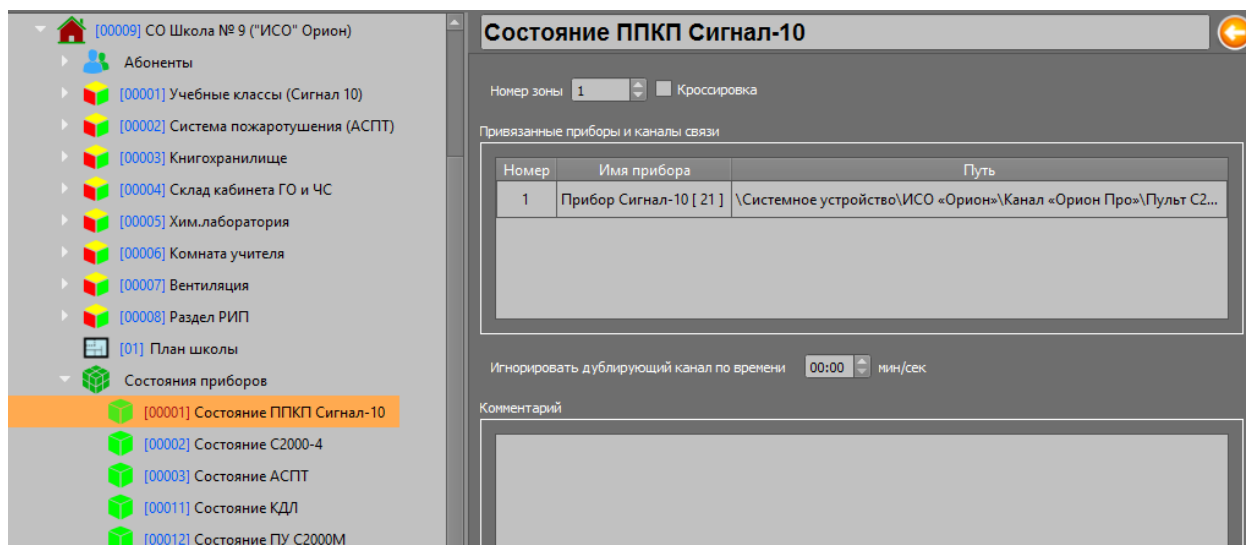 [00009] СО Школа № 9 ("ИСО" Орион)
Абоненты
[00001] Учебные классы (Сигнал 10)
[00002] Система пожаротушения (АСПТ)
[00003] Книгохранилище
[00004] Склад кабинета ГО и ЧС
[00005] Хим.лаборатория
[00006] Комната учителя
[00007] Вентиляция
[00008] Раздел РИП
[01] План школы
Состояния приборов
[00001] Состояние ППКП Сигнал-10
[00002] Состояние С2000-4
[00003] Состояние АСПТ
[00011] Состояние КДЛ
[00012] Состояние ПУ С2000М
Состояние ППКП Сигнал-10
Номер зоны 1 Кроссировка
Привязанные приборы и каналы связи
Номер Имя прибора Путь
1 Прибор Сигнал-10 [ 21 ] \Системное устройство\ИСО «Орион»\Канал «Орион Про»\Пульт С2...
Игнорировать дублирующий канал по времени 00:00 мин/сек
Комментарий